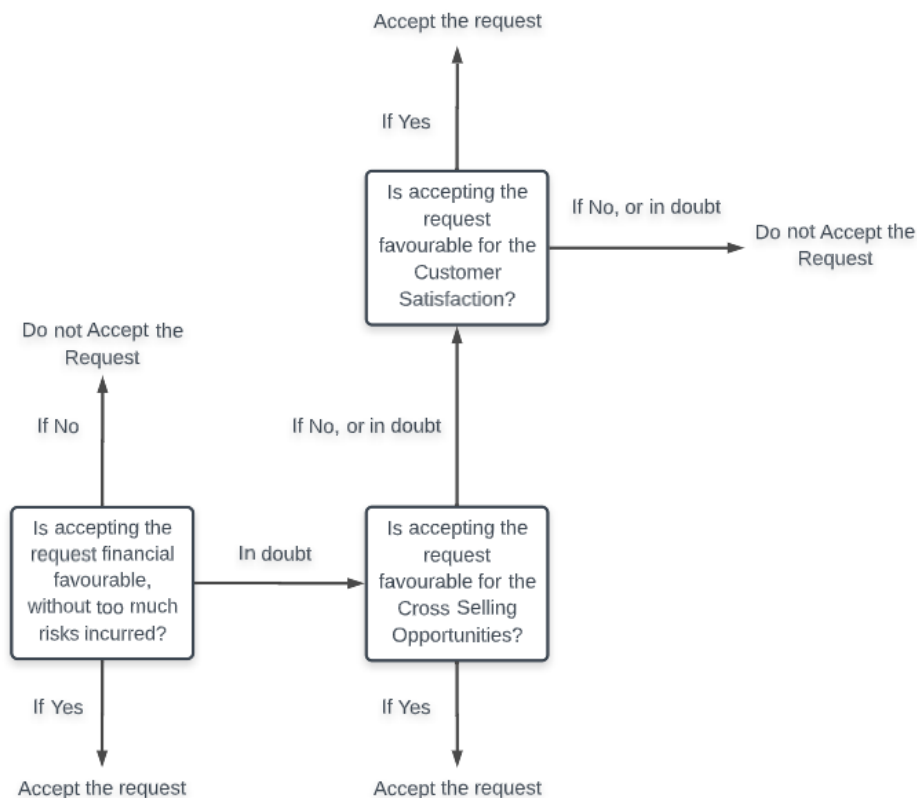 Accept the request
If Yes
Is accepting the
request
favourable for the
Customer
Satisfaction?
If No, or in doubt
Do not Accept the
Request
Do not Accept the
Request
If No
If No, or in doubt
Is accepting the
request financial
favourable,
without too much
risks incurred?
In doubt
Is accepting the
request
favourable for the
Cross Selling
Opportunities?
If Yes
If Yes
Accept the request
Accept the request